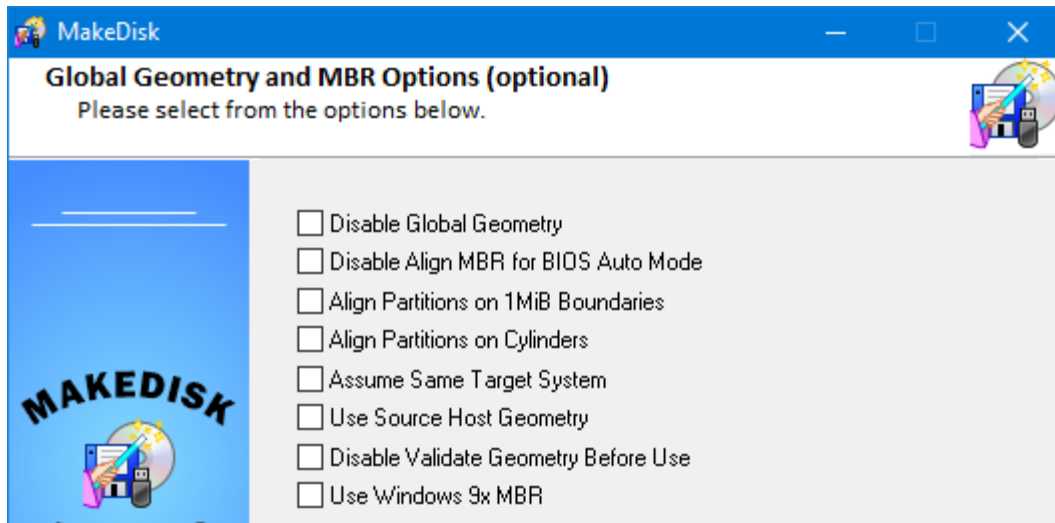 MakeDisk
Global Geometry and MBR Options (optional)
Please select from the options below.
Disable Global Geometry
Disable Align MBR for BIOS Auto Mode
Align Partitions on 1MiB Boundaries
Align Partitions on Cylinders
Assume Same Target System
Use Source Host Geometry
Disable Validate Geometry Before Use
Use Windows 9x MBR
MAKEDISK